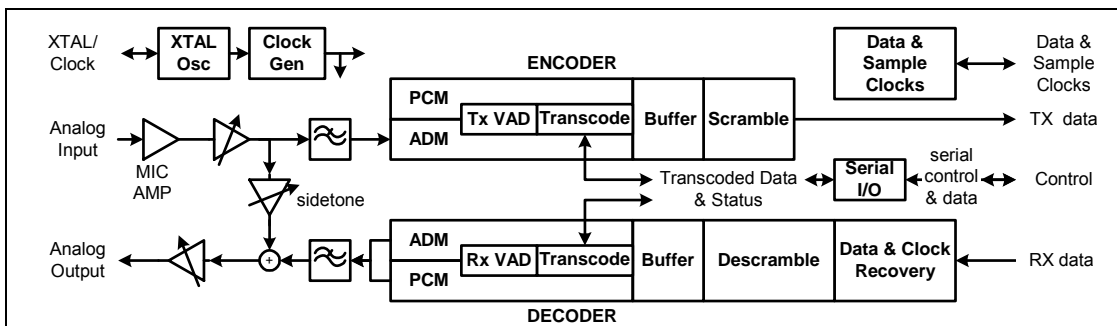 XTAL/
Clock
XTAL
Osc
Clock
Gen
ENCODER
Data &
Sample
Clocks
Data &
Sample
Clocks
PCM
ADM
Tx VAD
Transcode
Buffer
Scramble
TX data
Analog
Input
MIC
AMP
sidetone
Transcoded Data
& Status
Serial
I/O
serial
control
& data
Control
Analog
Output
+
ADM
PCM
Rx VAD
Transcode
Buffer
Descramble
Data & Clock
Recovery
RX data
DECODER